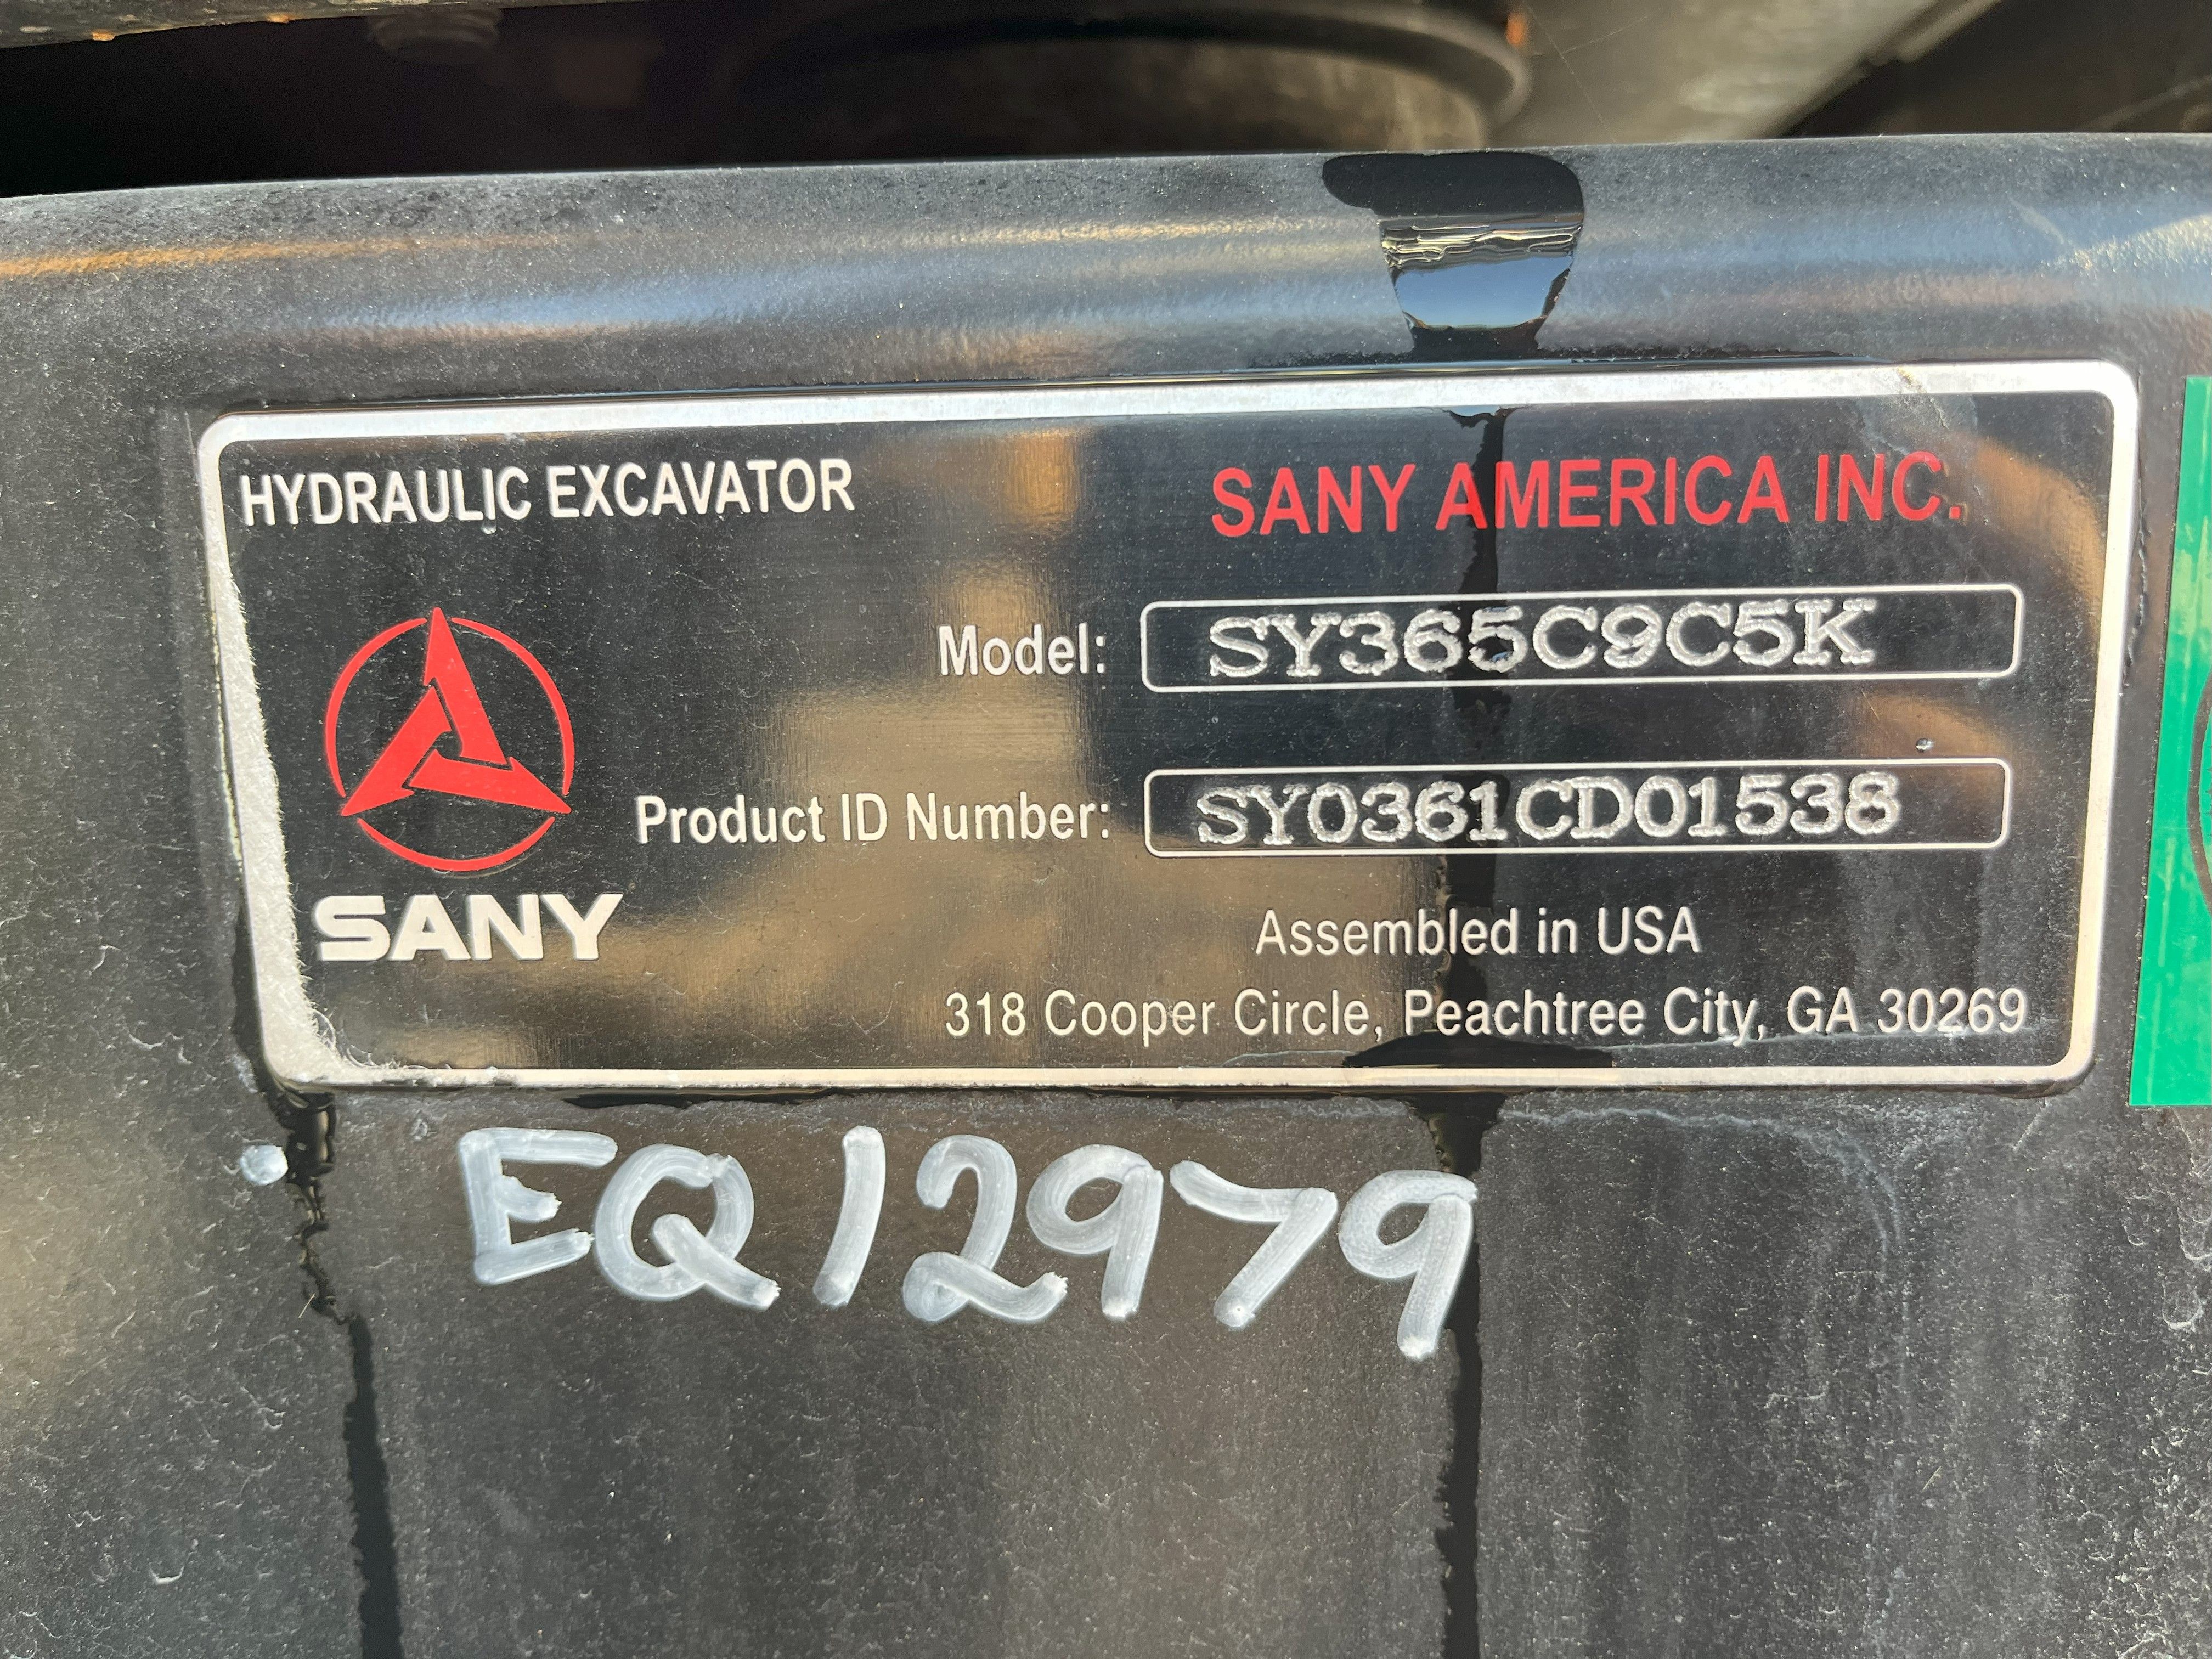 HYDRAULIC EXCAVATOR
SANY AMERICA INC.
Model: SY365C9C5K
Product ID Number: SY0361CD01538
SANY
Assembled in USA
318 Cooper Circle, Peachtree City, GA 30269
EQ12979